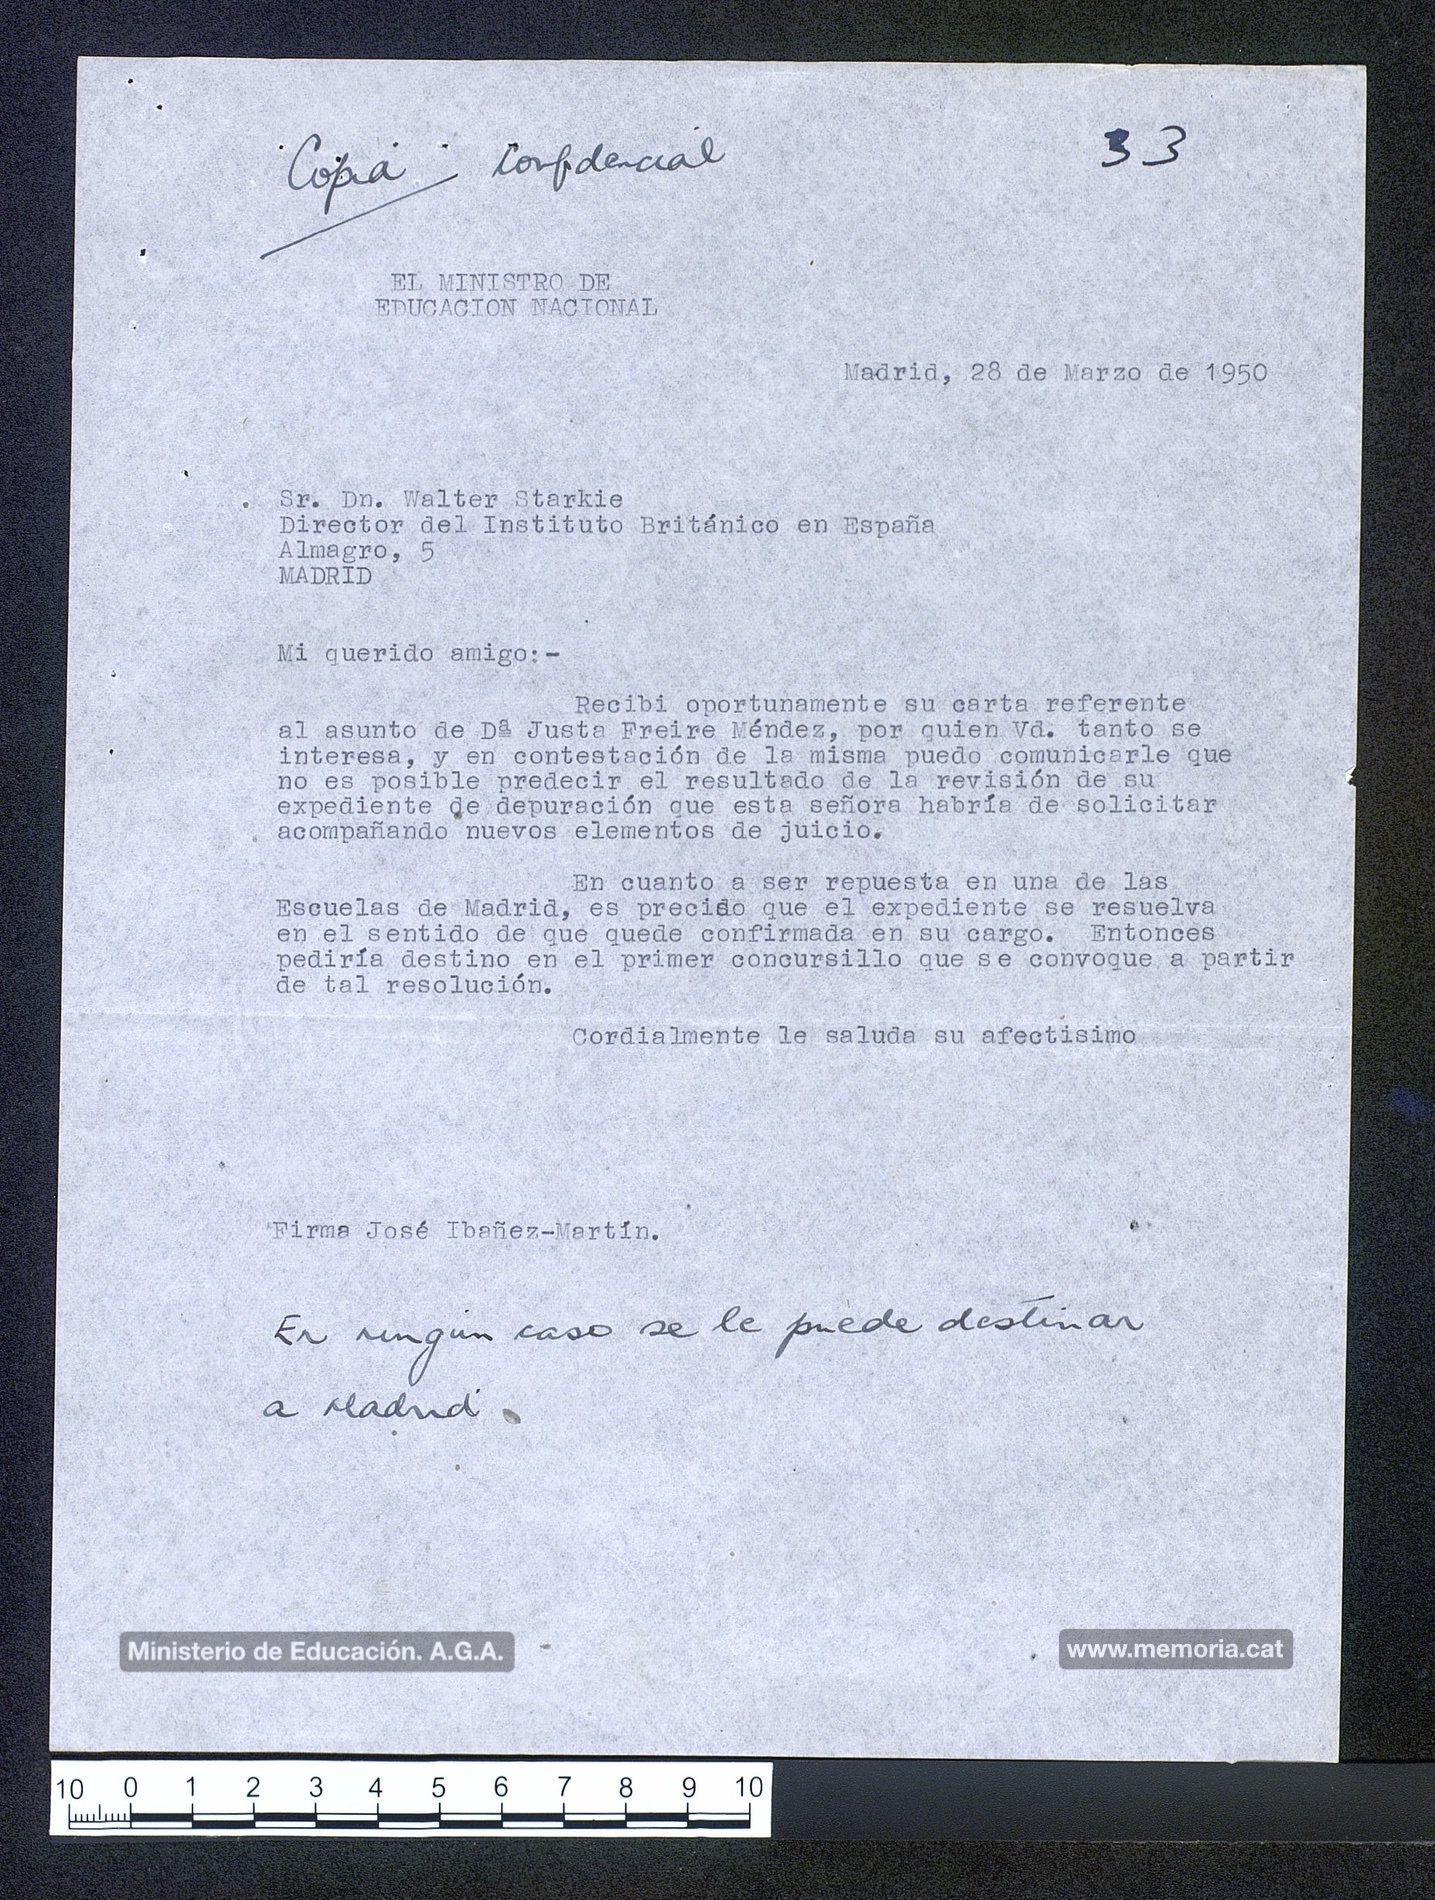 Copia confidencial
33
EL MINISTRO DE
EDUCACION NACIONAL
Madrid, 28 de Marzo de 1950
Sr. Dn. Walter Starkie
Director del Instituto Británico en España
Almagro, 5
MADRID
Mi querido amigo:-
Recibi oportunamente su carta referente
al asunto de Dª Justa Freire Méndez, por quien Vd. tanto se
interesa, y en contestación de la misma puedo comunicarle que
no es posible predecir el resultado de la revisión de su
expediente de depuración que esta señora habría de solicitar
acompañando nuevos elementos de juicio.
En cuanto a ser repuesta en una de las
Escuelas de Madrid, es preciso que el expediente se resuelva
en el sentido de que quede confirmada en su cargo. Entonces
pediría destino en el primer concursillo que se convoque a partir
de tal resolución.
Cordialmente le saluda su afectisimo
Firma José Ibañez-Martín.
En ningún caso se le puede destinar
a Madrid.
Ministerio de Educación. A.G.A.
www.memoria.cat
10 0 1 2 3 4 5 6 7 8 9 10